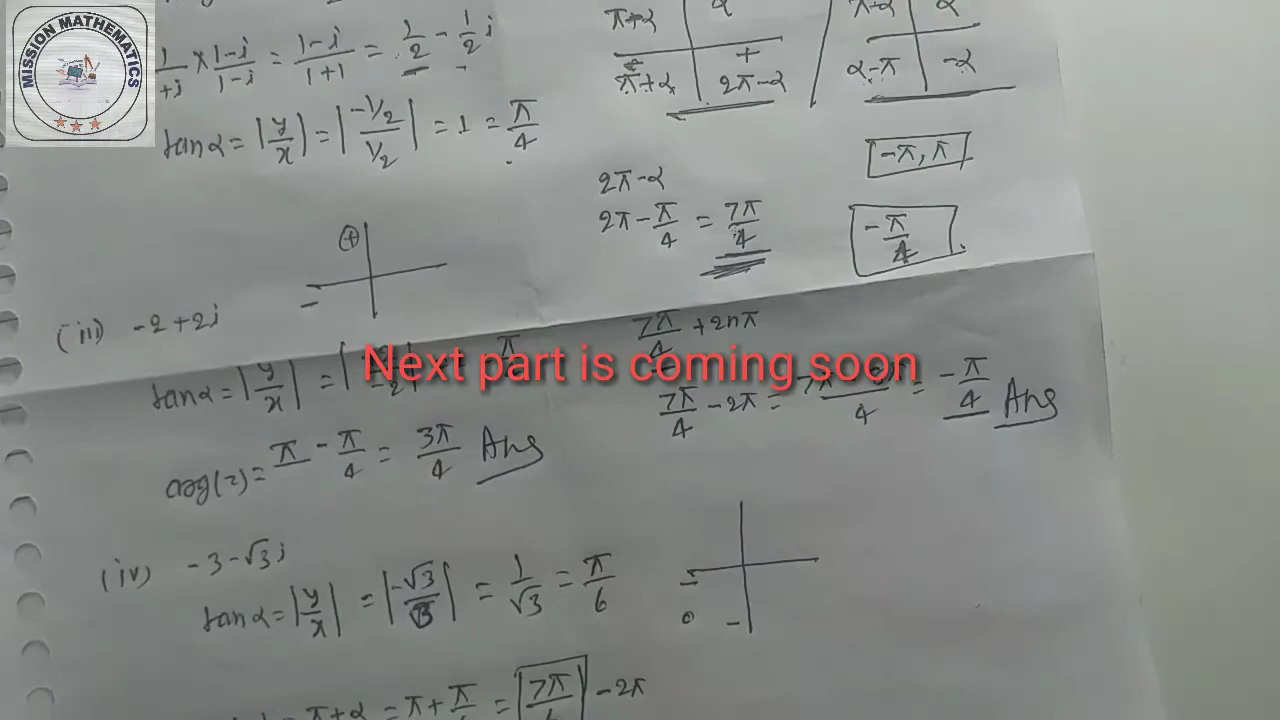 MISSION MATHEMATICS
1/+i × 1-i/1-i = 1-i/1+1 = 1/2 - 1/2 i
tanα = |y/x| = |-1/2 / 1/2| = 1 = π/4
π+α | α
+
π+α | 2π-α
π-α | α
α-π | -α
2π-α
2π - π/4 = 7π/4
-π, π
-π/4
(iii) -2+2i
+
-
7π/4 + 2nπ
Next part is coming soon
tanα = |y/x| =
7π/4 - 2π = = -π/4 Ans
arg(z) = π - π/4 = 3π/4 Ans
(iv) -3-√3i
tanα = |y/x| = |-√3/3| = 1/√3 = π/6
= π+α = π + π/6 = 7π/6 - 2π